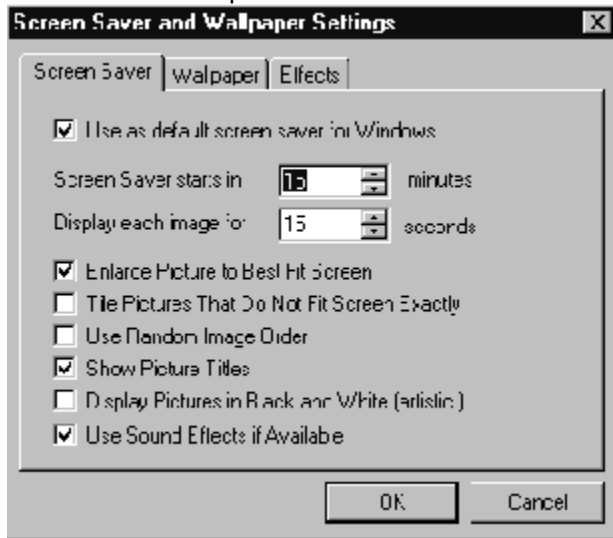 Screen Saver and Wallpaper Settings
Screen Saver Wallpaper Effects
Use as default screen saver for Windows
Screen Saver starts in 15 minutes
Display each image for 15 seconds
Enlarge Picture to Best Fit Screen
Tile Pictures That Do Not Fit Screen Exactly
Use Random Image Order
Show Picture Titles
Display Pictures in Black and White (artistic)
Use Sound Effects if Available
OK Cancel